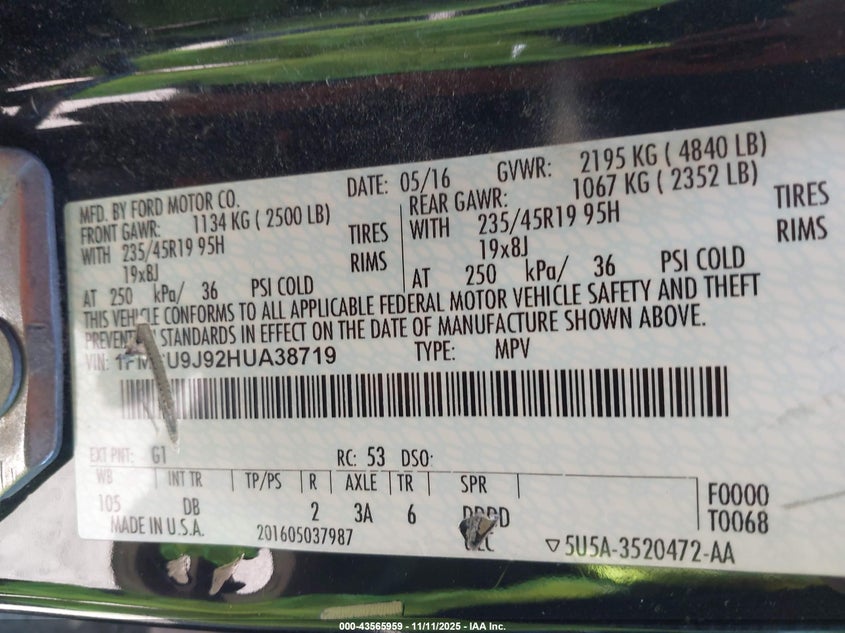 MFD. BY FORD MOTOR CO.
DATE: 05/16
GVWR: 2195 KG ( 4840 LB)
FRONT GAWR: 1134 KG ( 2500 LB)
REAR GAWR: 1067 KG ( 2352 LB)
WITH 235/45R19 95H TIRES
WITH 235/45R19 95H TIRES
19x8J RIMS
19x8J RIMS
AT 250 kPa/ 36 PSI COLD
AT 250 kPa/ 36 PSI COLD
THIS VEHICLE CONFORMS TO ALL APPLICABLE FEDERAL MOTOR VEHICLE SAFETY AND THEFT
PREVENTION STANDARDS IN EFFECT ON THE DATE OF MANUFACTURE SHOWN ABOVE.
VIN: U9J92HUA38719 TYPE: MPV
EXT PNT: G1 RC: 53 DSO:
WB INT TR TP/PS R AXLE TR SPR
105 DB 2 3A 6
F0000
T0068
MADE IN U.S.A. 201605037987
5U5A-3520472-AA
000-43565959 - 11/11/2025 - IAA Inc.